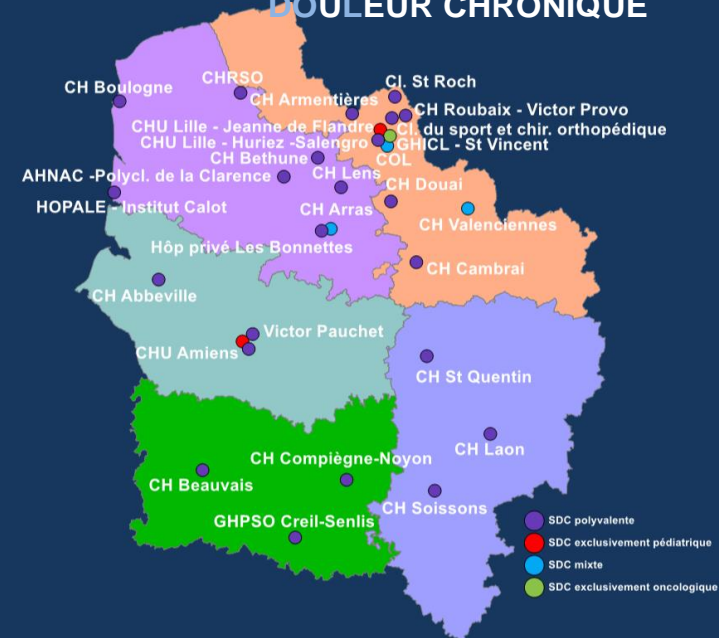 DOULEUR CHRONIQUE
CHRSO
Cl. St Roch
CH Boulogne
CH Armentières
CH Roubaix - Victor Provo
CHU Lille - Jeanne de Flandre
Cl. du sport et chir. orthopédique
CHU Lille - Huriez -Salengro
GHICL - St Vincent
CH Bethune
COL
AHNAC -Polycl. de la Clarence
CH Lens
CH Douai
HOPALE - Institut Calot
CH Arras
CH Valenciennes
Hôp privé Les Bonnettes
CH Cambrai
CH Abbeville
Victor Pauchet
CHU Amiens
CH St Quentin
CH Laon
CH Compiègne-Noyon
CH Beauvais
CH Soissons
GHPSO Creil-Senlis
SDC polyvalente
SDC exclusivement pédiatrique
SDC mixte
SDC exclusivement oncologique